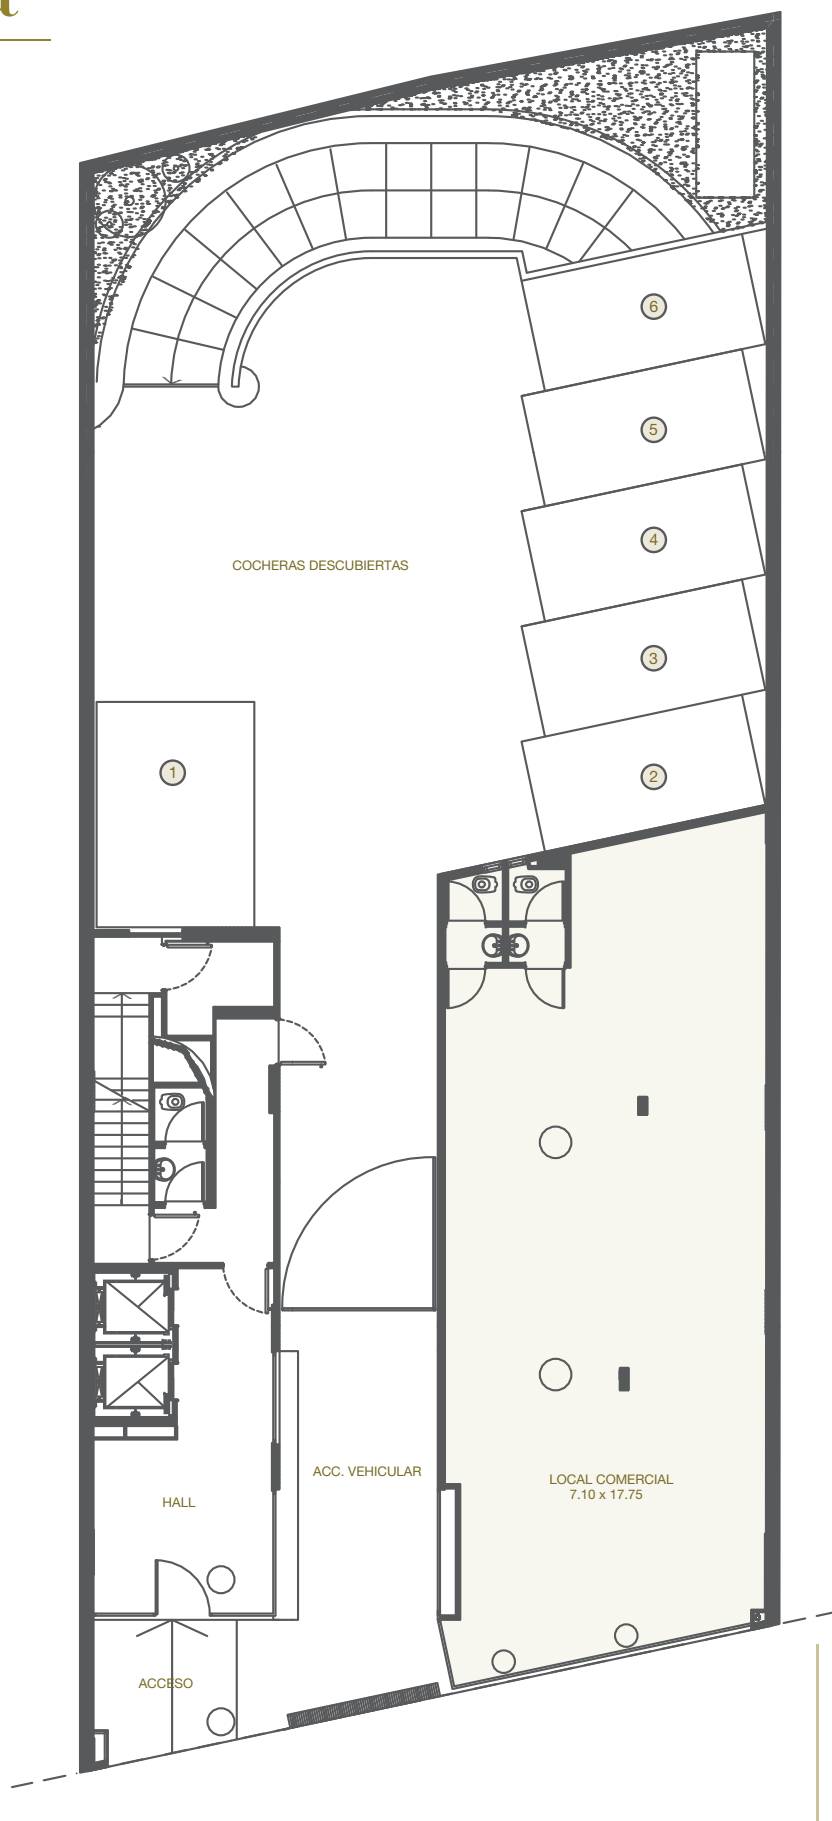 6
5
4
COCHERAS DESCUBIERTAS
3
1
2
ACC. VEHICULAR
LOCAL COMERCIAL
7.10 x 17.75
HALL
ACCESO